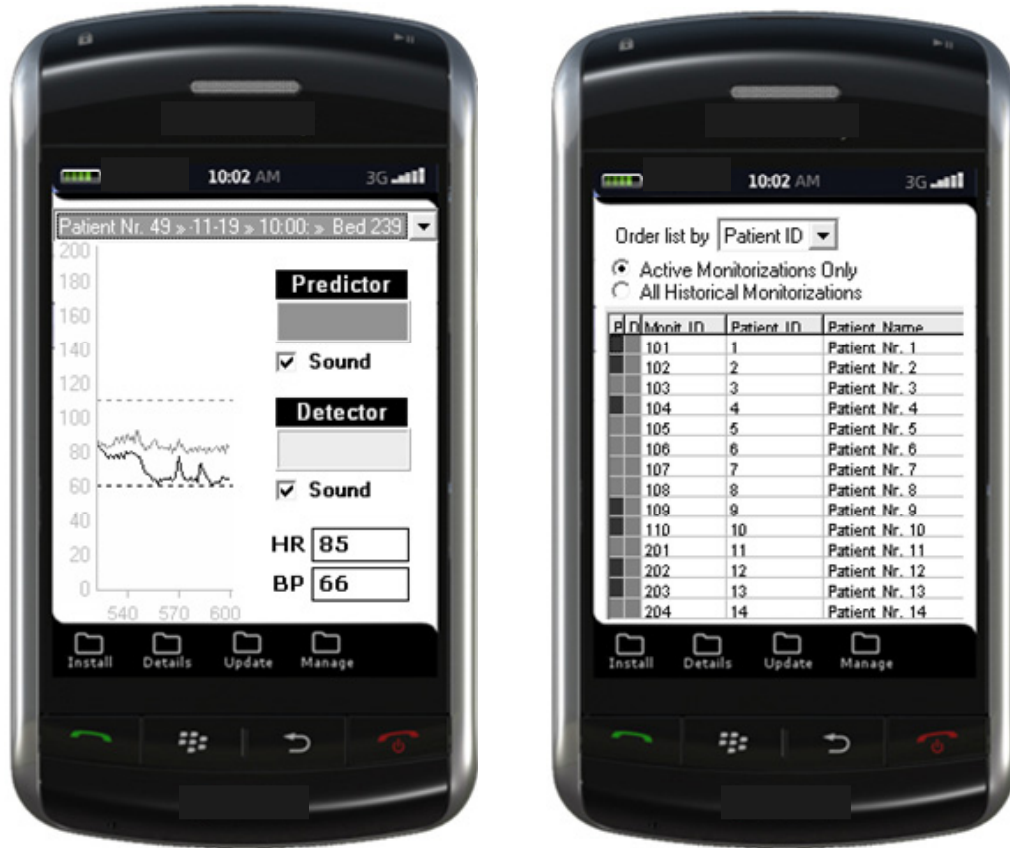 10:02 AM 3G
Patient Nr. 49 » -11-19 » 10:00: » Bed 239
200
180
160
140
120
100
80
60
40
20
0
540 570 600
Predictor
Sound
Detector
Sound
HR 85
BP 66
Install Details Update Manage
10:02 AM 3G
Order list by Patient ID
Active Monitorizations Only
All Historical Monitorizations
P D Monit ID Patient ID Patient Name
101 1 Patient Nr. 1
102 2 Patient Nr. 2
103 3 Patient Nr. 3
104 4 Patient Nr. 4
105 5 Patient Nr. 5
106 6 Patient Nr. 6
107 7 Patient Nr. 7
108 8 Patient Nr. 8
109 9 Patient Nr. 9
110 10 Patient Nr. 10
201 11 Patient Nr. 11
202 12 Patient Nr. 12
203 13 Patient Nr. 13
204 14 Patient Nr. 14
Install Details Update Manage